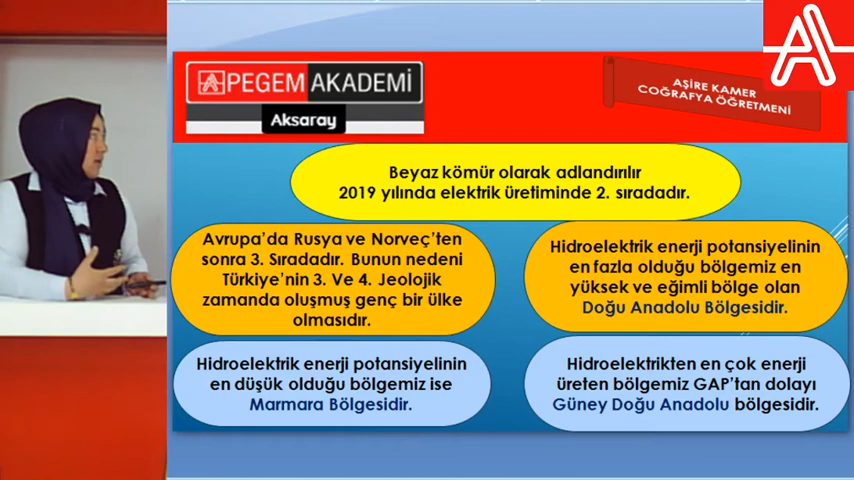 PEGEM AKADEMİ
Aksaray
AŞİRE KAMER
COĞRAFYA ÖĞRETMENİ
Beyaz kömür olarak adlandırılır
2019 yılında elektrik üretiminde 2. sıradadır.
Avrupa'da Rusya ve Norveç'ten
sonra 3. Sıradadır. Bunun nedeni
Türkiye'nin 3. Ve 4. Jeolojik
zamanda oluşmuş genç bir ülke
olmasıdır.
Hidroelektrik enerji potansiyelinin
en fazla olduğu bölgemiz en
yüksek ve eğimli bölge olan
Doğu Anadolu Bölgesidir.
Hidroelektrik enerji potansiyelinin
en düşük olduğu bölgemiz ise
Marmara Bölgesidir.
Hidroelektrikten en çok enerji
üreten bölgemiz GAP'tan dolayı
Güney Doğu Anadolu bölgesidir.